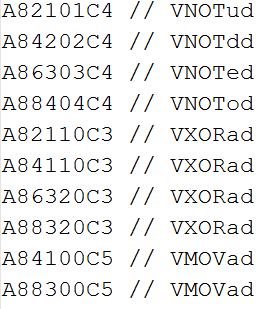 A82101C4 // VNOTud
A84202C4 // VNOTdd
A86303C4 // VNOTed
A88404C4 // VNOTod
A82110C3 // VXORad
A84110C3 // VXORad
A86320C3 // VXORad
A88320C3 // VXORad
A84100C5 // VMOVad
A88300C5 // VMOVad